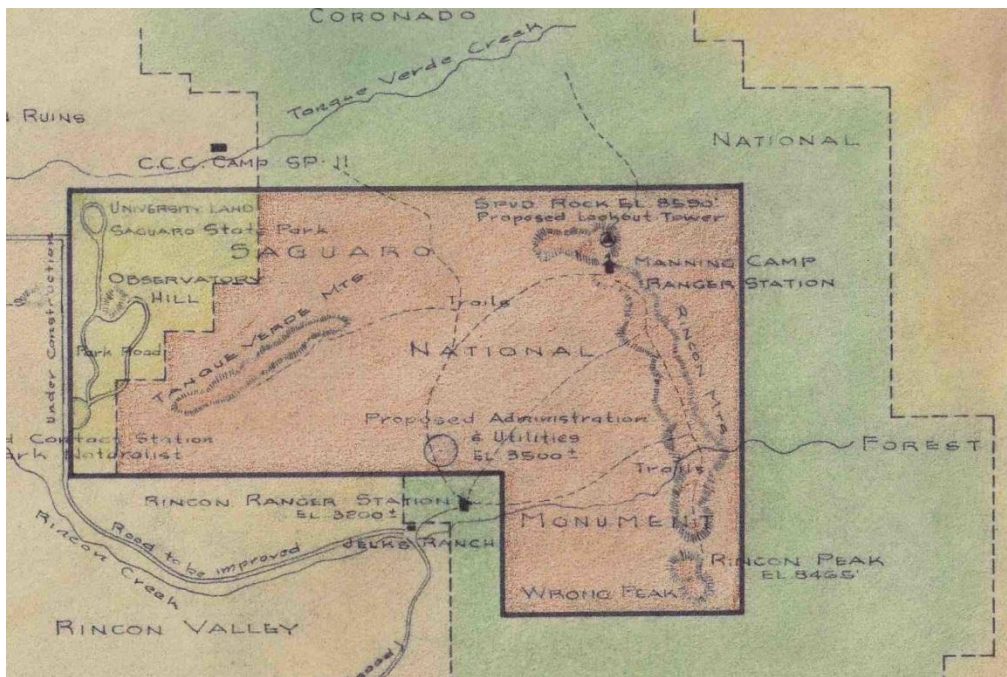 CORONADO
Tanque Verde Creek
RUINS
NATIONAL
C.C.C. CAMP SP-11
UNIVERSITY LAND
SAGUARO STATE PARK
SPUD ROCK EL 8590'
Proposed Lookout Tower
SAGUARO
MANNING CAMP
RANGER STATION
OBSERVATORY
HILL
TANQUE VERDE MTS
Trails
RINCON MTS
Under Construction
Park Road
NATIONAL
Proposed Administration
& Utilities
EL 3500±
Contact Station
Park Naturalist
FOREST
Trails
RINCON RANGER STATION
EL 3200±
MONUMENT
Road to be improved
JELKS RANCH
Rincon Creek
RINCON PEAK
EL 8465'
WRONG PEAK
RINCON VALLEY